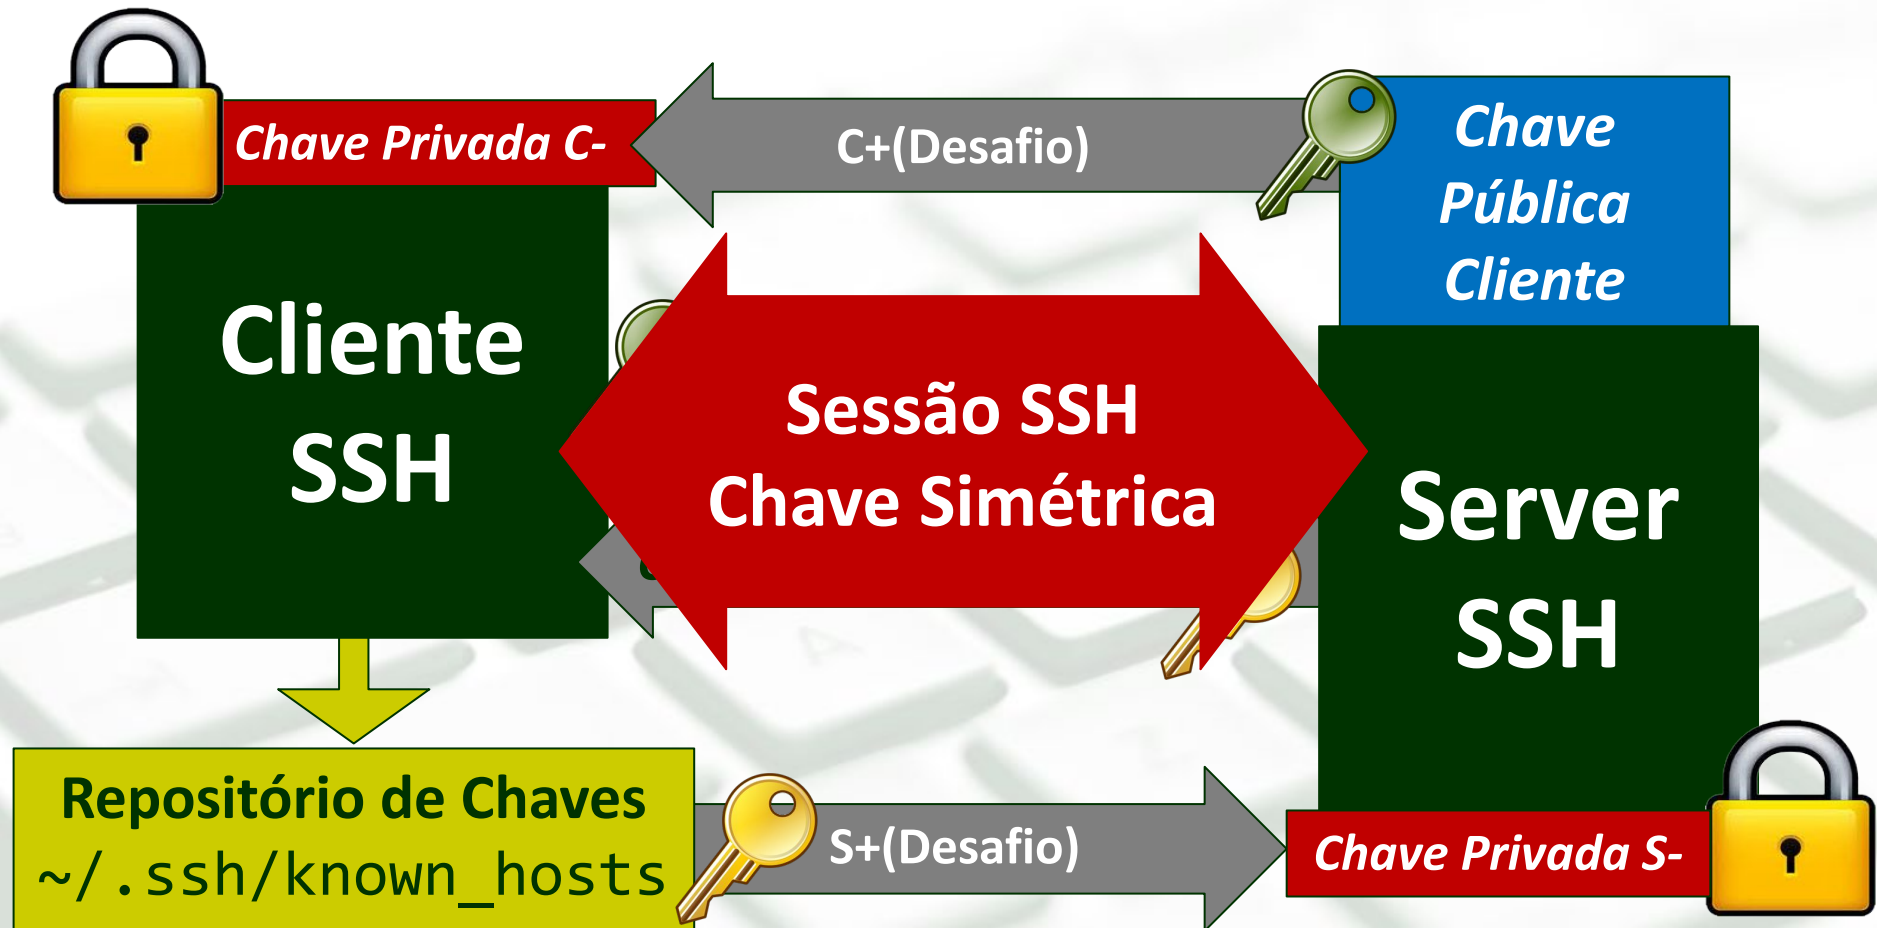 Chave Privada C-
C+(Desafio)
Chave
Pública
Cliente
Cliente
SSH
Sessão SSH
Chave Simétrica
Server
SSH
Repositório de Chaves
~/.ssh/known_hosts
S+(Desafio)
Chave Privada S-